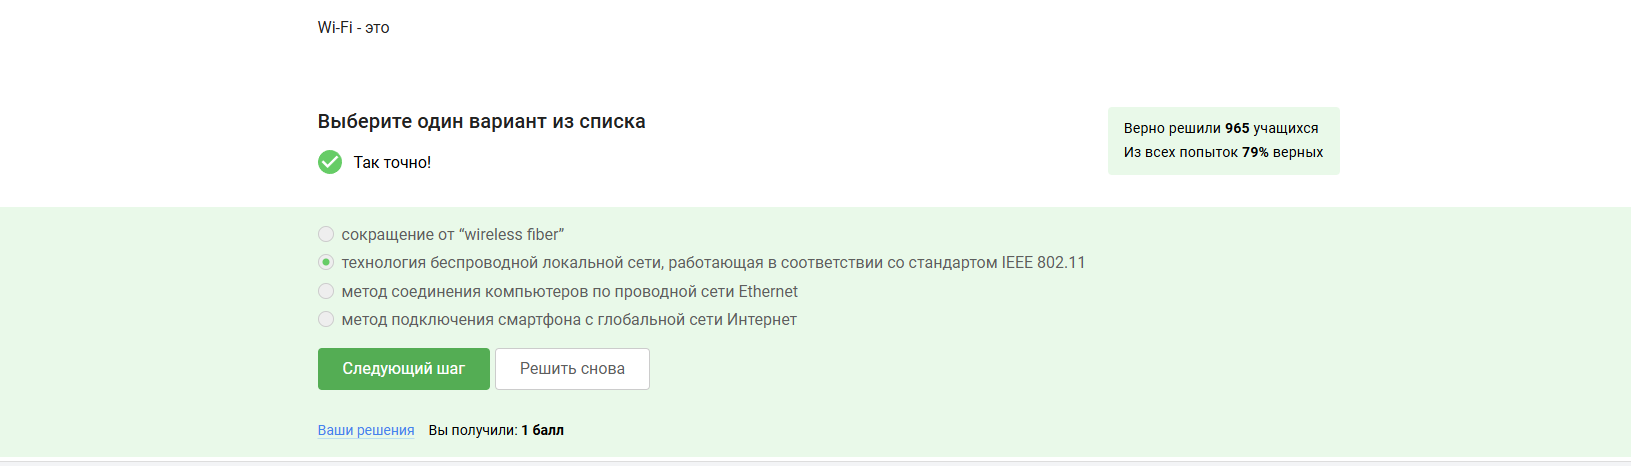 Wi-Fi - это
Выберите один вариант из списка
Так точно!
Верно решили 965 учащихся
Из всех попыток 79% верных
сокращение от “wireless fiber”
технология беспроводной локальной сети, работающая в соответствии со стандартом IEEE 802.11
метод соединения компьютеров по проводной сети Ethernet
метод подключения смартфона с глобальной сети Интернет
Следующий шаг
Решить снова
Ваши решения Вы получили: 1 балл